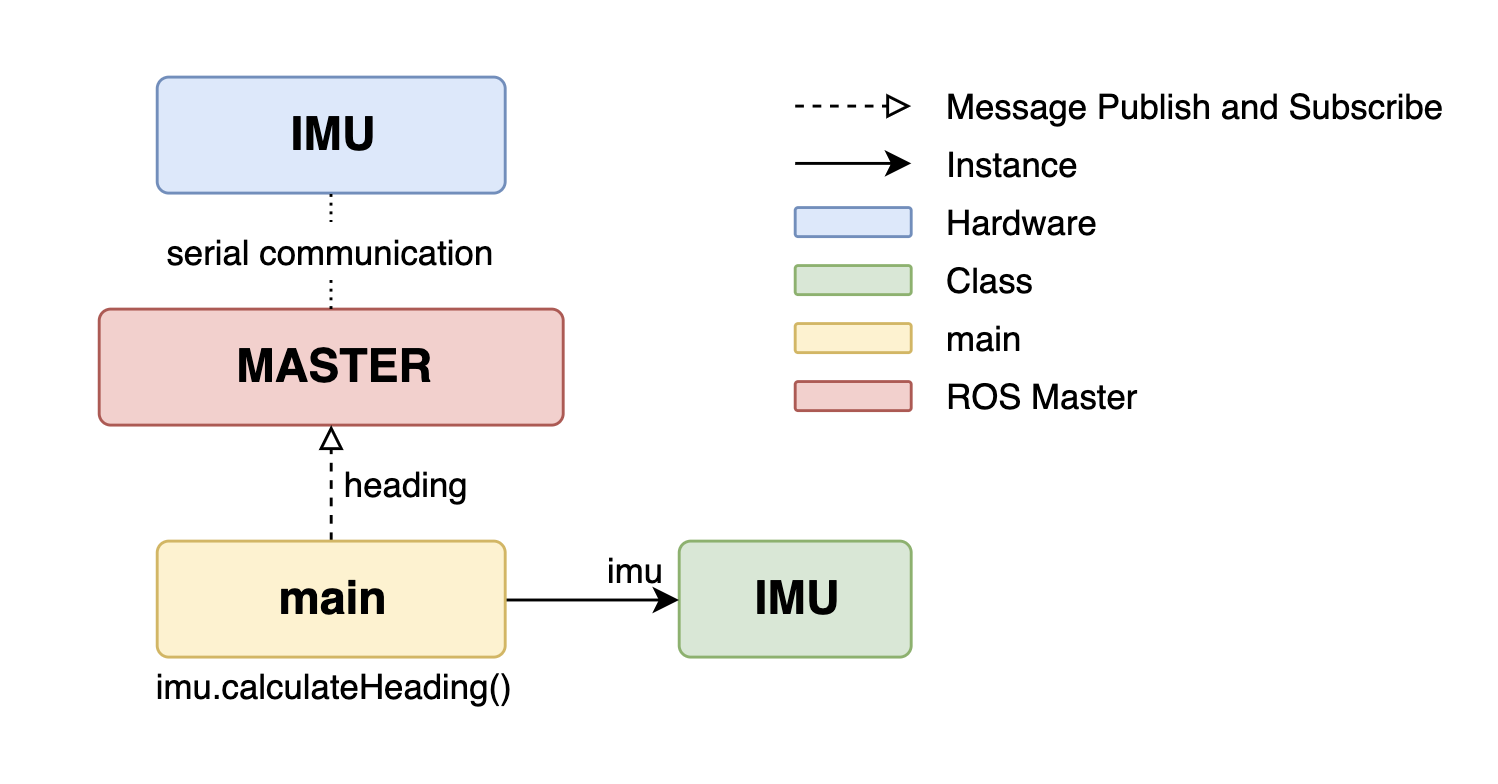 IMU
serial communication
MASTER
heading
main
imu
IMU
imu.calculateHeading()
Message Publish and Subscribe
Instance
Hardware
Class
main
ROS Master